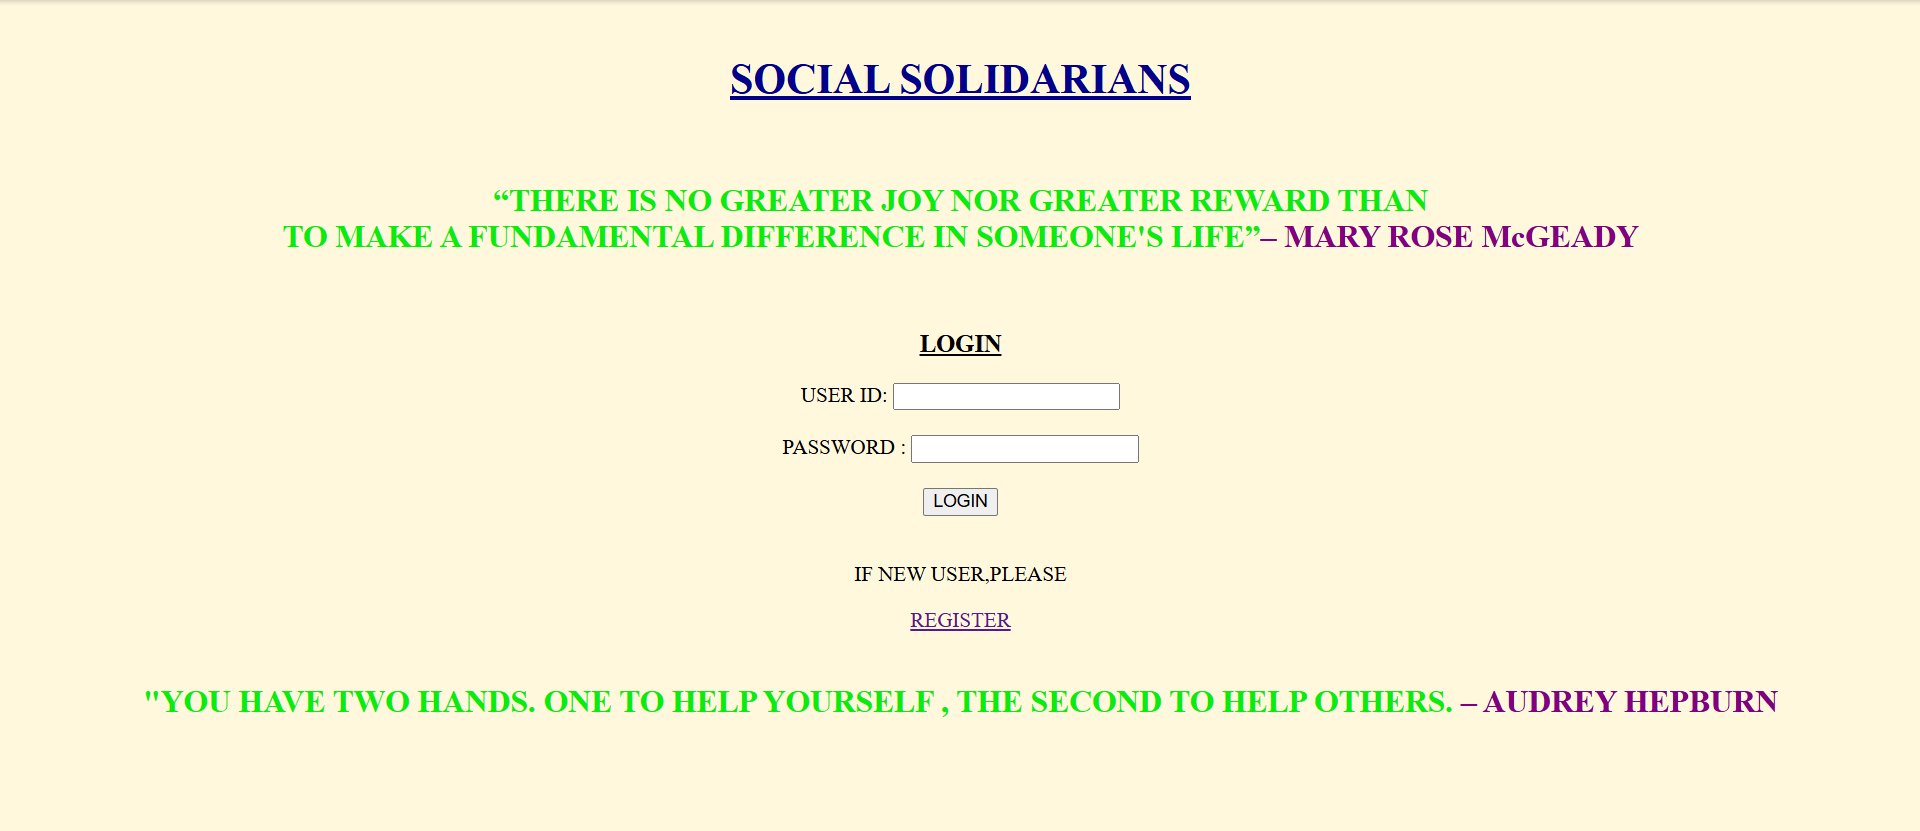 SOCIAL SOLIDARIANS
“THERE IS NO GREATER JOY NOR GREATER REWARD THAN
TO MAKE A FUNDAMENTAL DIFFERENCE IN SOMEONE'S LIFE”– MARY ROSE McGEADY
LOGIN
USER ID:
PASSWORD :
LOGIN
IF NEW USER,PLEASE
REGISTER
"YOU HAVE TWO HANDS. ONE TO HELP YOURSELF , THE SECOND TO HELP OTHERS. – AUDREY HEPBURN